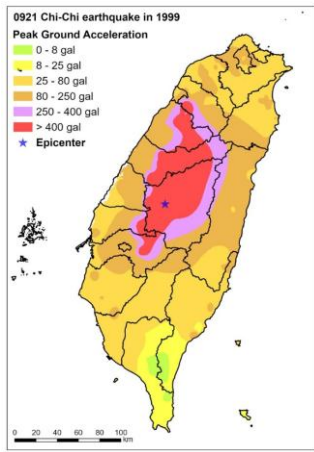 0921 Chi-Chi earthquake in 1999
Peak Ground Acceleration
0 - 8 gal
8 - 25 gal
25 - 80 gal
80 - 250 gal
250 - 400 gal
> 400 gal
Epicenter
0 20 40 60 80 100
km